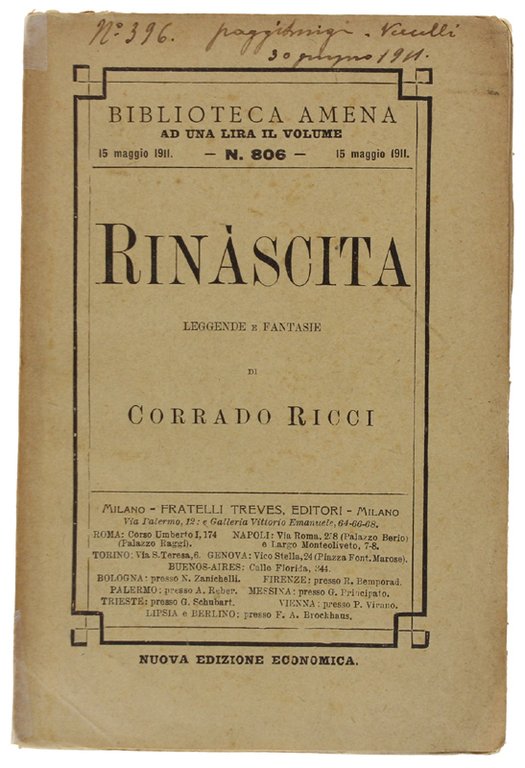 Nº 396.
30 giugno 1911.
BIBLIOTECA AMENA
AD UNA LIRA IL VOLUME
15 maggio 1911. — N. 806 — 15 maggio 1911.
RINÀSCITA
LEGGENDE E FANTASIE
DI
CORRADO RICCI
MILANO - FRATELLI TREVES, EDITORI - MILANO
Via Palermo, 12: e Galleria Vittorio Emanuele, 64-66-68.
ROMA: Corso Umberto I, 174 NAPOLI: Via Roma, 258 (Palazzo Berio)
(Palazzo Raggi). e Largo Monteoliveto, 7-8.
TORINO: Via S. Teresa, 6. GENOVA: Vico Stella, 24 (Piazza Font. Marose).
BUENOS-AIRES: Calle Florida, 344.
BOLOGNA: presso N. Zanichelli. FIRENZE: presso R. Bemporad.
PALERMO: presso A. Reber. MESSINA: presso G. Principato.
TRIESTE: presso G. Schubart. VIENNA: presso P. Virano.
LIPSIA e BERLINO: presso F. A. Brockhaus.
NUOVA EDIZIONE ECONOMICA.